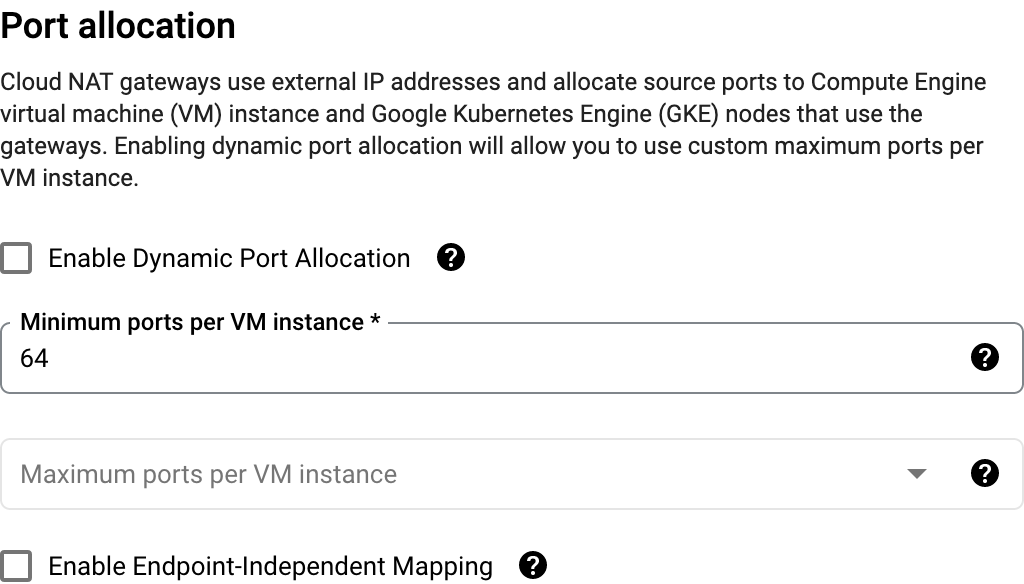 Port allocation
Cloud NAT gateways use external IP addresses and allocate source ports to Compute Engine
virtual machine (VM) instance and Google Kubernetes Engine (GKE) nodes that use the
gateways. Enabling dynamic port allocation will allow you to use custom maximum ports per
VM instance.
Enable Dynamic Port Allocation ?
Minimum ports per VM instance *
64 ?
Maximum ports per VM instance ?
Enable Endpoint-Independent Mapping ?